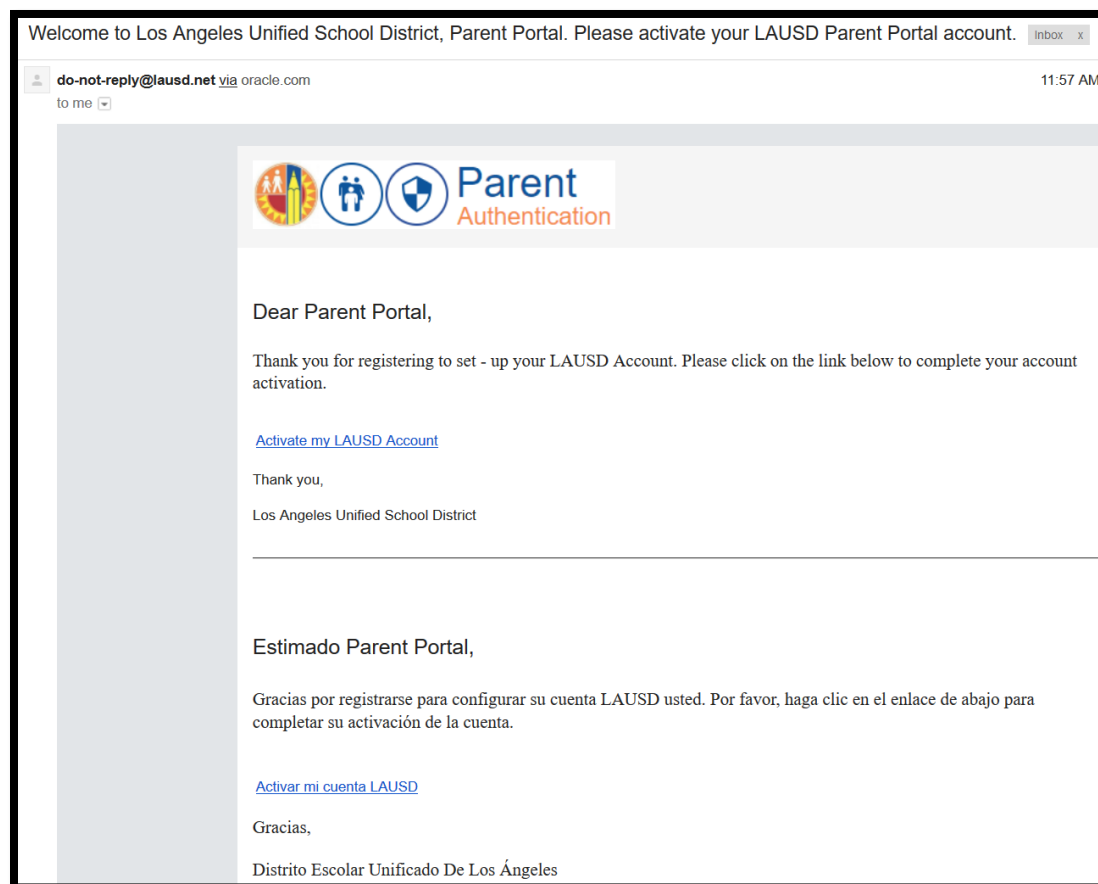 Welcome to Los Angeles Unified School District, Parent Portal. Please activate your LAUSD Parent Portal account. Inbox x
do-not-reply@lausd.net via oracle.com 11:57 AM
to me
Parent
Authentication
Dear Parent Portal,
Thank you for registering to set - up your LAUSD Account. Please click on the link below to complete your account
activation.
Activate my LAUSD Account
Thank you,
Los Angeles Unified School District
Estimado Parent Portal,
Gracias por registrarse para configurar su cuenta LAUSD usted. Por favor, haga clic en el enlace de abajo para
completar su activación de la cuenta.
Activar mi cuenta LAUSD
Gracias,
Distrito Escolar Unificado De Los Ángeles